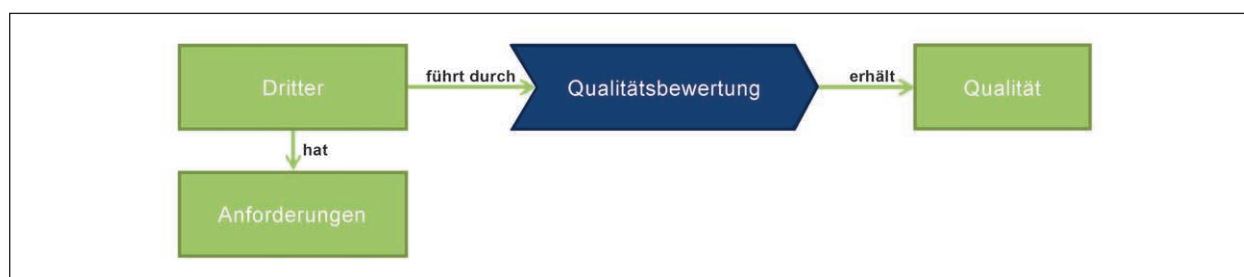 Dritter
führt durch
Qualitätsbewertung
erhält
Qualität
hat
Anforderungen